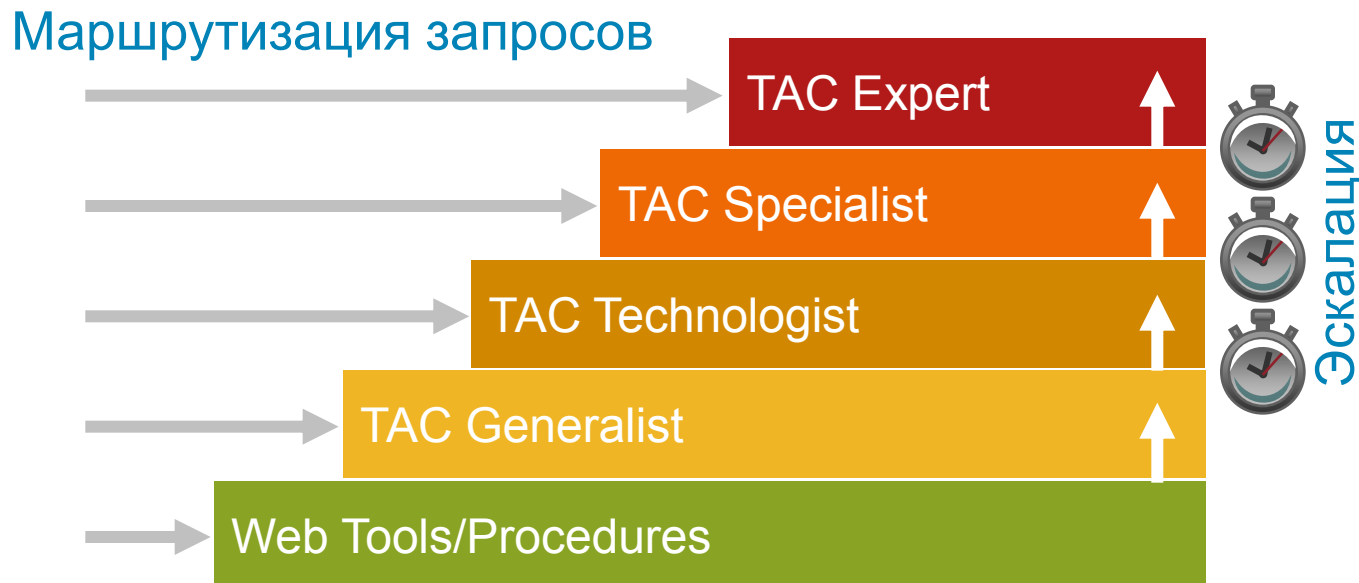 Маршрутизация запросов
TAC Expert
TAC Specialist
TAC Technologist
TAC Generalist
Web Tools/Procedures
Эскалация